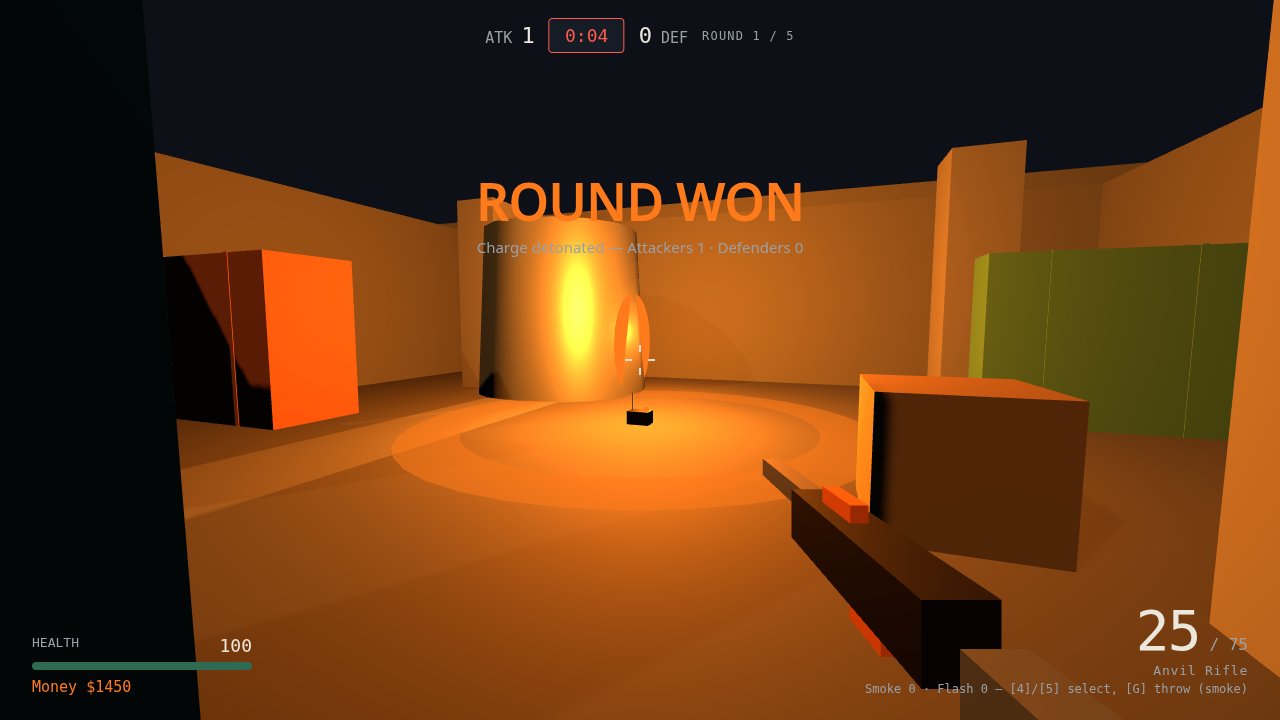 ATK 1 0:04 0 DEF ROUND 1 / 5
ROUND WON
Charge detonated — Attackers 1 · Defenders 0
HEALTH 100
Money $1450
25 / 75
Anvil Rifle
Smoke 0 · Flash 0 — [4]/[5] select, [G] throw (smoke)